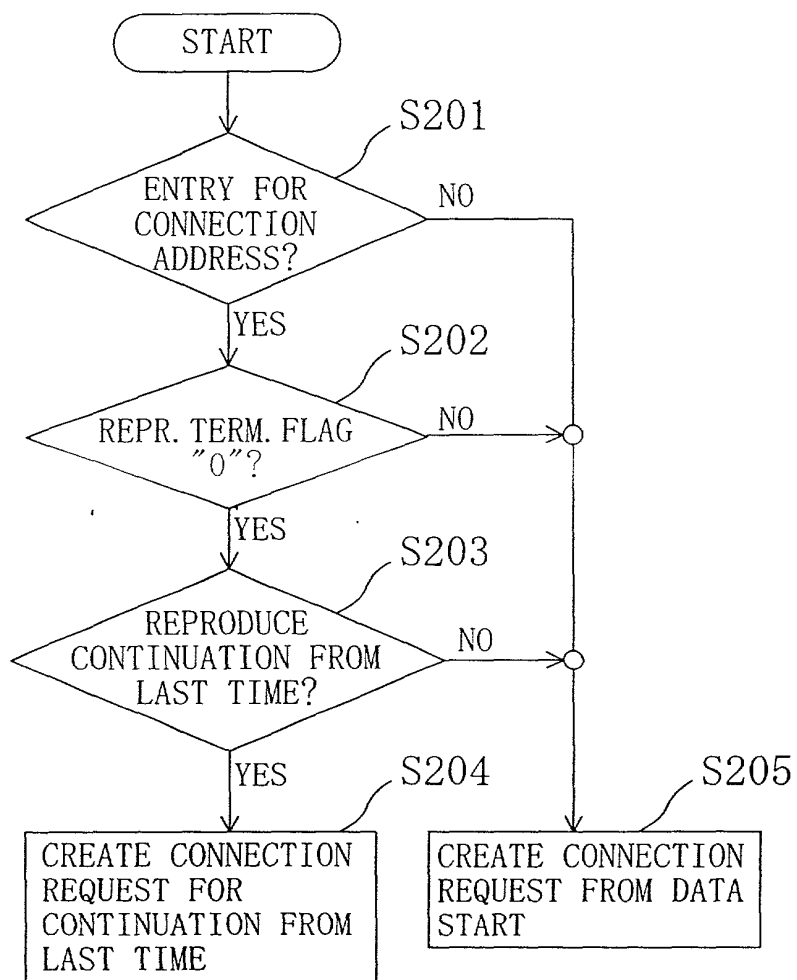 START
S201
ENTRY FOR
CONNECTION
ADDRESS?
NO
YES
S202
REPR. TERM. FLAG
"0"?
NO
YES
S203
REPRODUCE
CONTINUATION FROM
LAST TIME?
NO
YES
S204
CREATE CONNECTION
REQUEST FOR
CONTINUATION FROM
LAST TIME
S205
CREATE CONNECTION
REQUEST FROM DATA
START